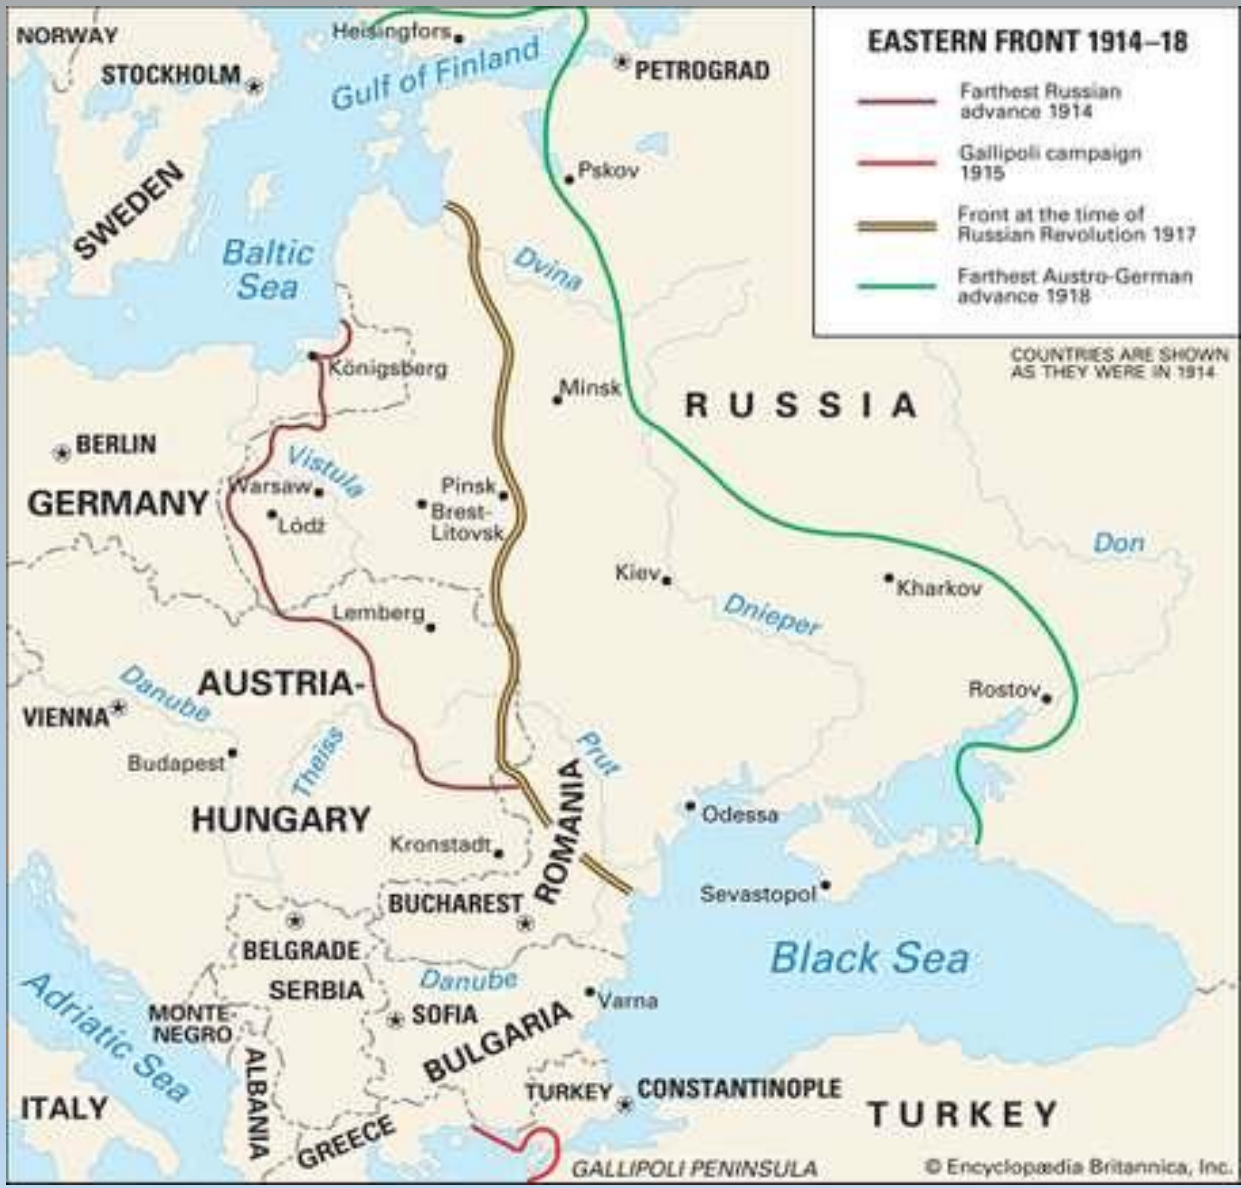 NORWAY
Helsingfors
STOCKHOLM
Gulf of Finland
PETROGRAD
EASTERN FRONT 1914–18
Farthest Russian
advance 1914
Gallipoli campaign
1915
Front at the time of
Russian Revolution 1917
Farthest Austro-German
advance 1918
COUNTRIES ARE SHOWN
AS THEY WERE IN 1914
SWEDEN
Pskov
Baltic
Sea
Dvina
Königsberg
Minsk
RUSSIA
BERLIN
GERMANY
Vistula
Warsaw
Łódź
Pinsk
Brest-
Litovsk
Don
Kiev
Kharkov
Dnieper
Lemberg
AUSTRIA-
Danube
VIENNA
Rostov
Budapest
Theiss
Prut
HUNGARY
ROMANIA
Odessa
Kronstadt
Sevastopol
BUCHAREST
BELGRADE
Black Sea
SERBIA
Danube
Adriatic Sea
MONTE-
NEGRO
SOFIA
Varna
BULGARIA
ALBANIA
TURKEY
CONSTANTINOPLE
ITALY
GREECE
TURKEY
GALLIPOLI PENINSULA
© Encyclopædia Britannica, Inc.